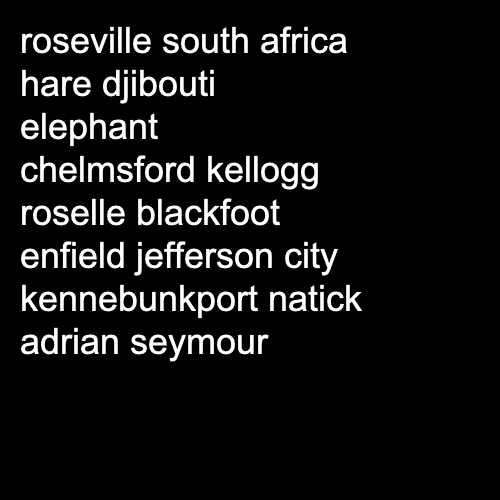 roseville south africa
hare djibouti
elephant
chelmsford kellogg
roselle blackfoot
enfield jefferson city
kennebunkport natick
adrian seymour